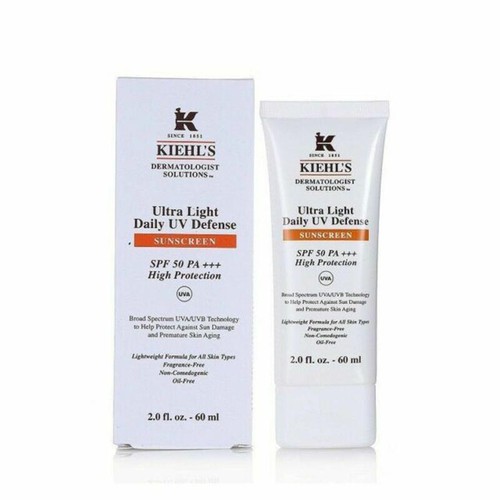 K
SINCE 1851
KIEHL'S
DERMATOLOGIST
SOLUTIONS™
Ultra Light
Daily UV Defense
SUNSCREEN
SPF 50 PA +++
High Protection
UVA
Broad Spectrum UVA/UVB Technology
to Help Protect Against Sun Damage
and Premature Skin Aging
Lightweight Formula for All Skin Types
Fragrance-Free
Non-Comedogenic
Oil-Free
2.0 fl. oz. - 60 ml
K
SINCE 1851
KIEHL'S
DERMATOLOGIST
SOLUTIONS™
Ultra Light
Daily UV Defense
SUNSCREEN
SPF 50 PA +++
High Protection
UVA
Broad Spectrum UVA/UVB Technology
to Help Protect Against Sun Damage
and Premature Skin Aging
Lightweight Formula for All Skin Types
Fragrance-Free
Non-Comedogenic
Oil-Free
2.0 fl. oz. - 60 ml